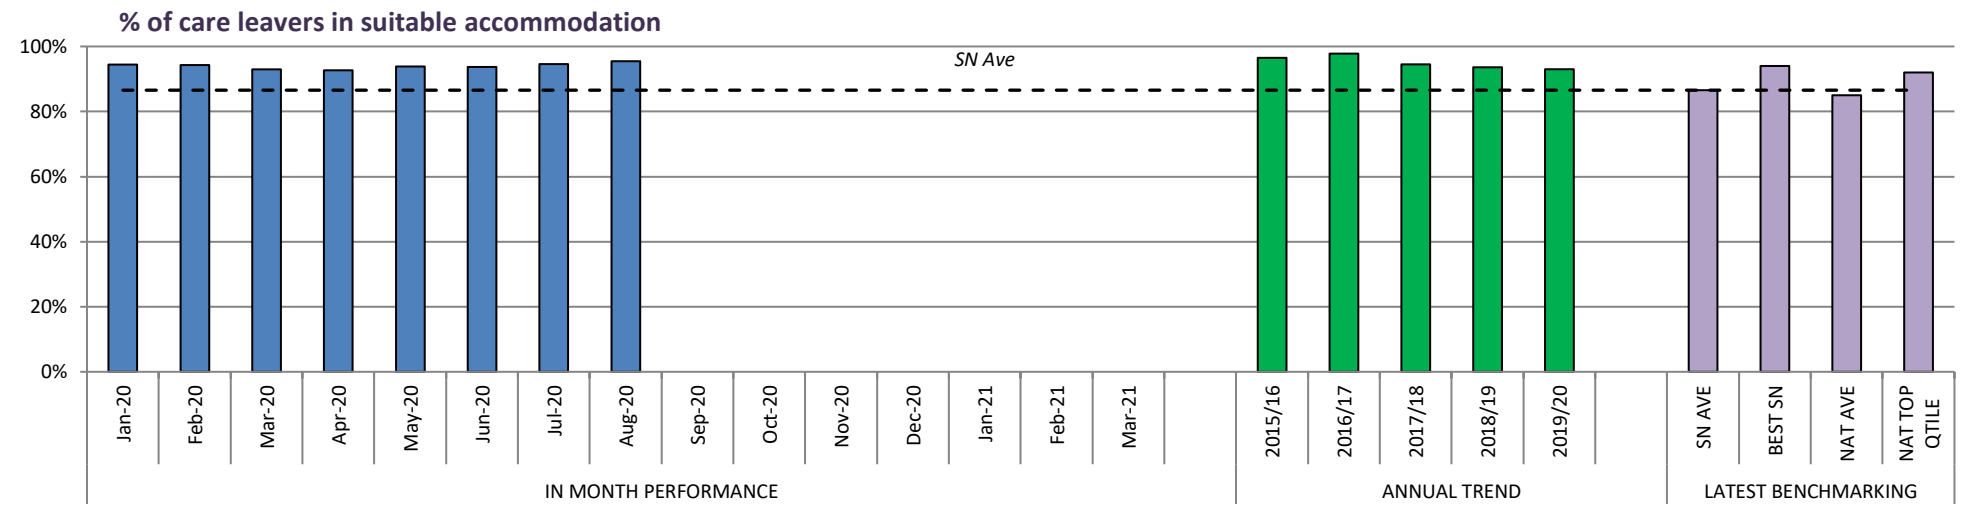 % of care leavers in suitable accommodation
100%
80%
60%
40%
20%
0%
SN Ave
Jan-20
Feb-20
Mar-20
Apr-20
May-20
Jun-20
Jul-20
Aug-20
Sep-20
Oct-20
Nov-20
Dec-20
Jan-21
Feb-21
Mar-21
2015/16
2016/17
2017/18
2018/19
2019/20
SN AVE
BEST SN
NAT AVE
NAT TOP
QTILE
IN MONTH PERFORMANCE
ANNUAL TREND
LATEST BENCHMARKING